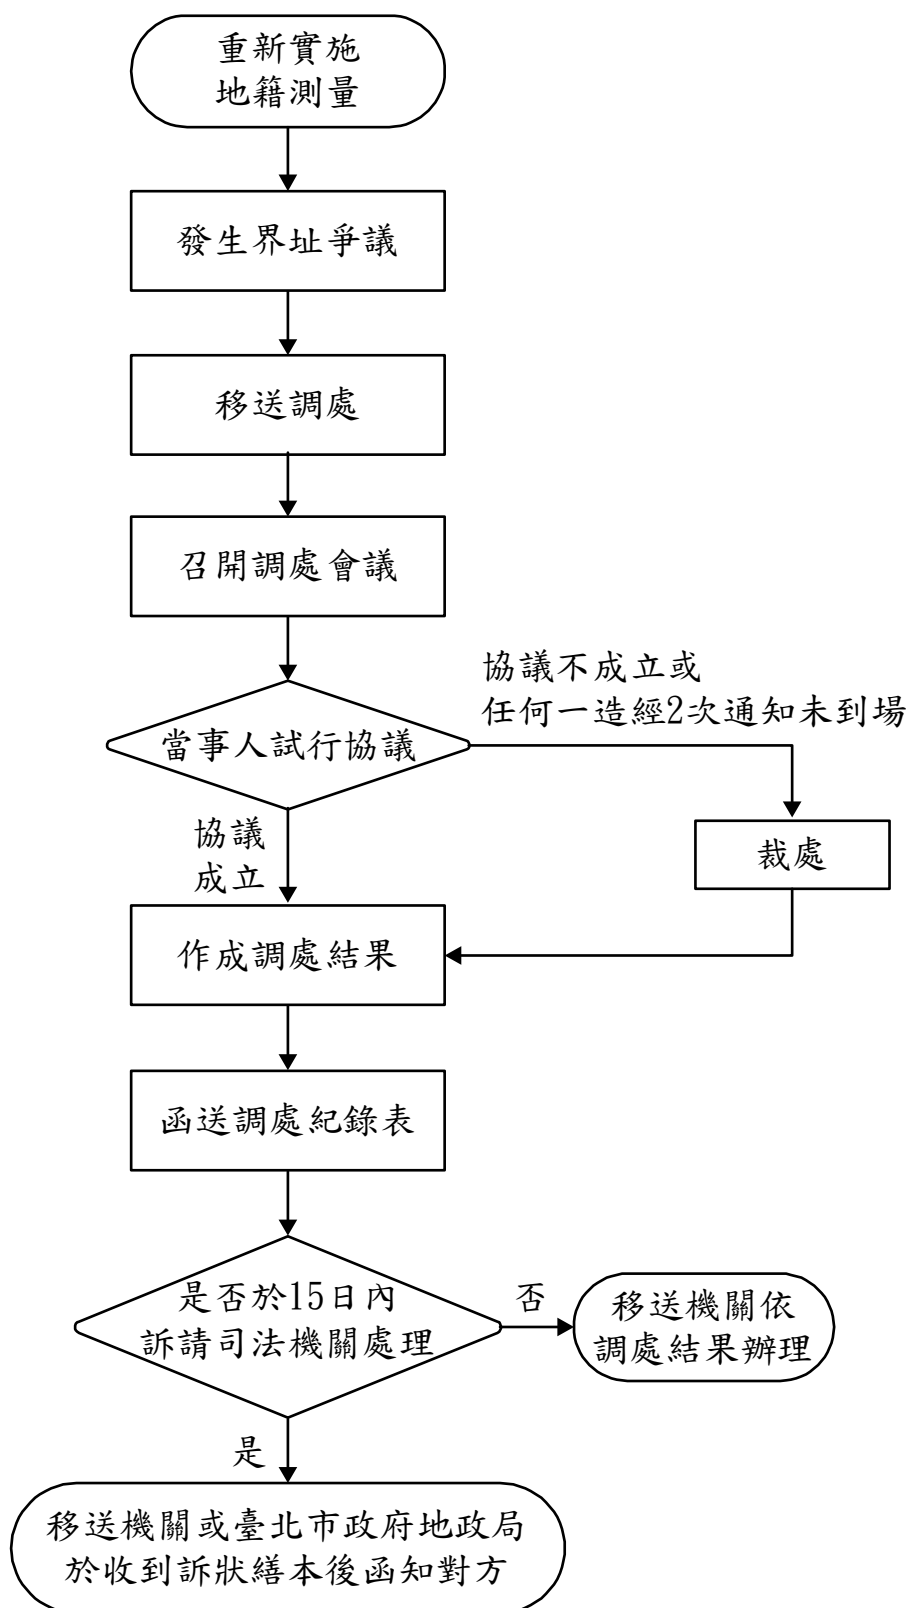 重新實施
地籍測量
發生界址爭議
移送調處
召開調處會議
協議不成立或
任何一造經2次通知未到場
當事人試行協議
協議
成立
裁處
作成調處結果
函送調處紀錄表
是否於15日內
訴請司法機關處理
否
移送機關依
調處結果辦理
是
移送機關或臺北市政府地政局
於收到訴狀繕本後函知對方